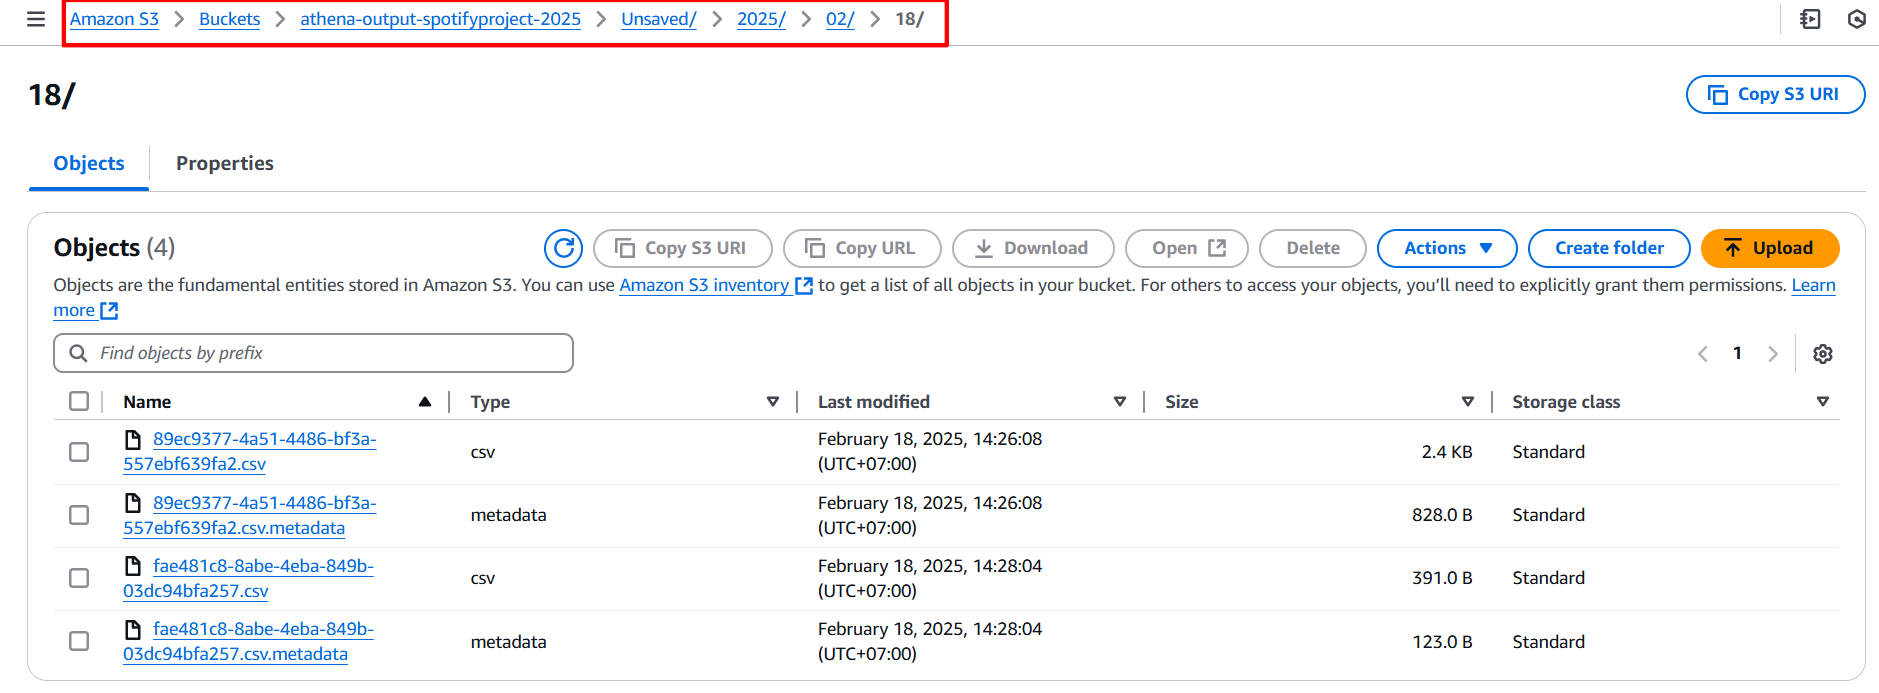 Amazon S3 > Buckets > athena-output-spotifyproject-2025 > Unsaved/ > 2025/ > 02/ > 18/
18/
Copy S3 URI
Objects
Properties
Objects (4)
Copy S3 URI
Copy URL
Download
Open
Delete
Actions
Create folder
Upload
Objects are the fundamental entities stored in Amazon S3. You can use Amazon S3 inventory to get a list of all objects in your bucket. For others to access your objects, you’ll need to explicitly grant them permissions. Learn
more
Find objects by prefix
1
Name Type Last modified Size Storage class
89ec9377-4a51-4486-bf3a-
557ebf639fa2.csv
csv
February 18, 2025, 14:26:08
(UTC+07:00)
2.4 KB
Standard
89ec9377-4a51-4486-bf3a-
557ebf639fa2.csv.metadata
metadata
February 18, 2025, 14:26:08
(UTC+07:00)
828.0 B
Standard
fae481c8-8abe-4eba-849b-
03dc94bfa257.csv
csv
February 18, 2025, 14:28:04
(UTC+07:00)
391.0 B
Standard
fae481c8-8abe-4eba-849b-
03dc94bfa257.csv.metadata
metadata
February 18, 2025, 14:28:04
(UTC+07:00)
123.0 B
Standard